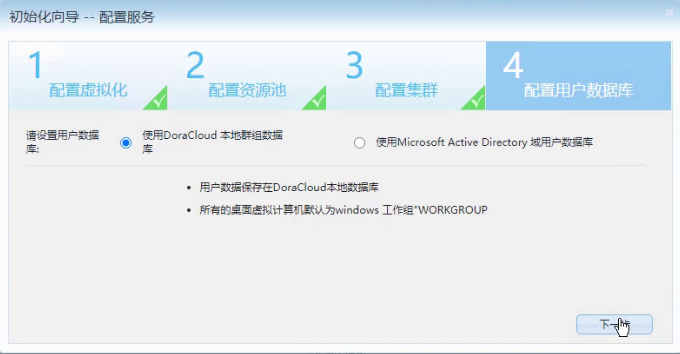 初始化向导 -- 配置服务
1 配置虚拟化
2 配置资源池
3 配置集群
4 配置用户数据库
请设置用户数据
库:
使用DoraCloud 本地群组数据
库
使用Microsoft Active Directory 域用户数据库
• 用户数据保存在DoraCloud本地数据库
• 所有的桌面虚拟计算机默认为windows 工作组"WORKGROUP
下一